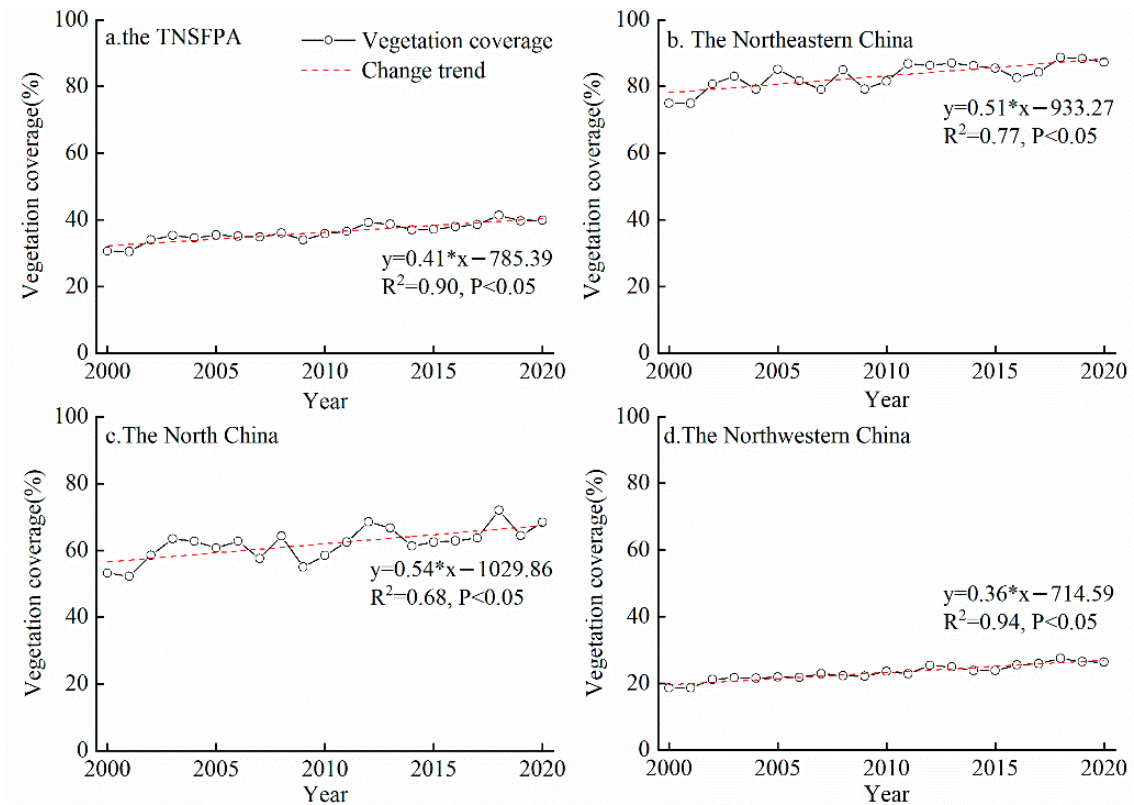 a.the TNSFPA
Vegetation coverage
Change trend
y=0.41*x−785.39
R²=0.90, P<0.05
Vegetation coverage(%)
100
80
60
40
20
0
2000
2005
2010
2015
2020
Year
b. The Northeastern China
y=0.51*x−933.27
R²=0.77, P<0.05
Vegetation coverage(%)
100
80
60
40
20
0
2000
2005
2010
2015
2020
Year
c.The North China
y=0.54*x−1029.86
R²=0.68, P<0.05
Vegetation coverage(%)
100
80
60
40
20
0
2000
2005
2010
2015
2020
Year
d.The Northwestern China
y=0.36*x−714.59
R²=0.94, P<0.05
Vegetation coverage(%)
100
80
60
40
20
0
2000
2005
2010
2015
2020
Year